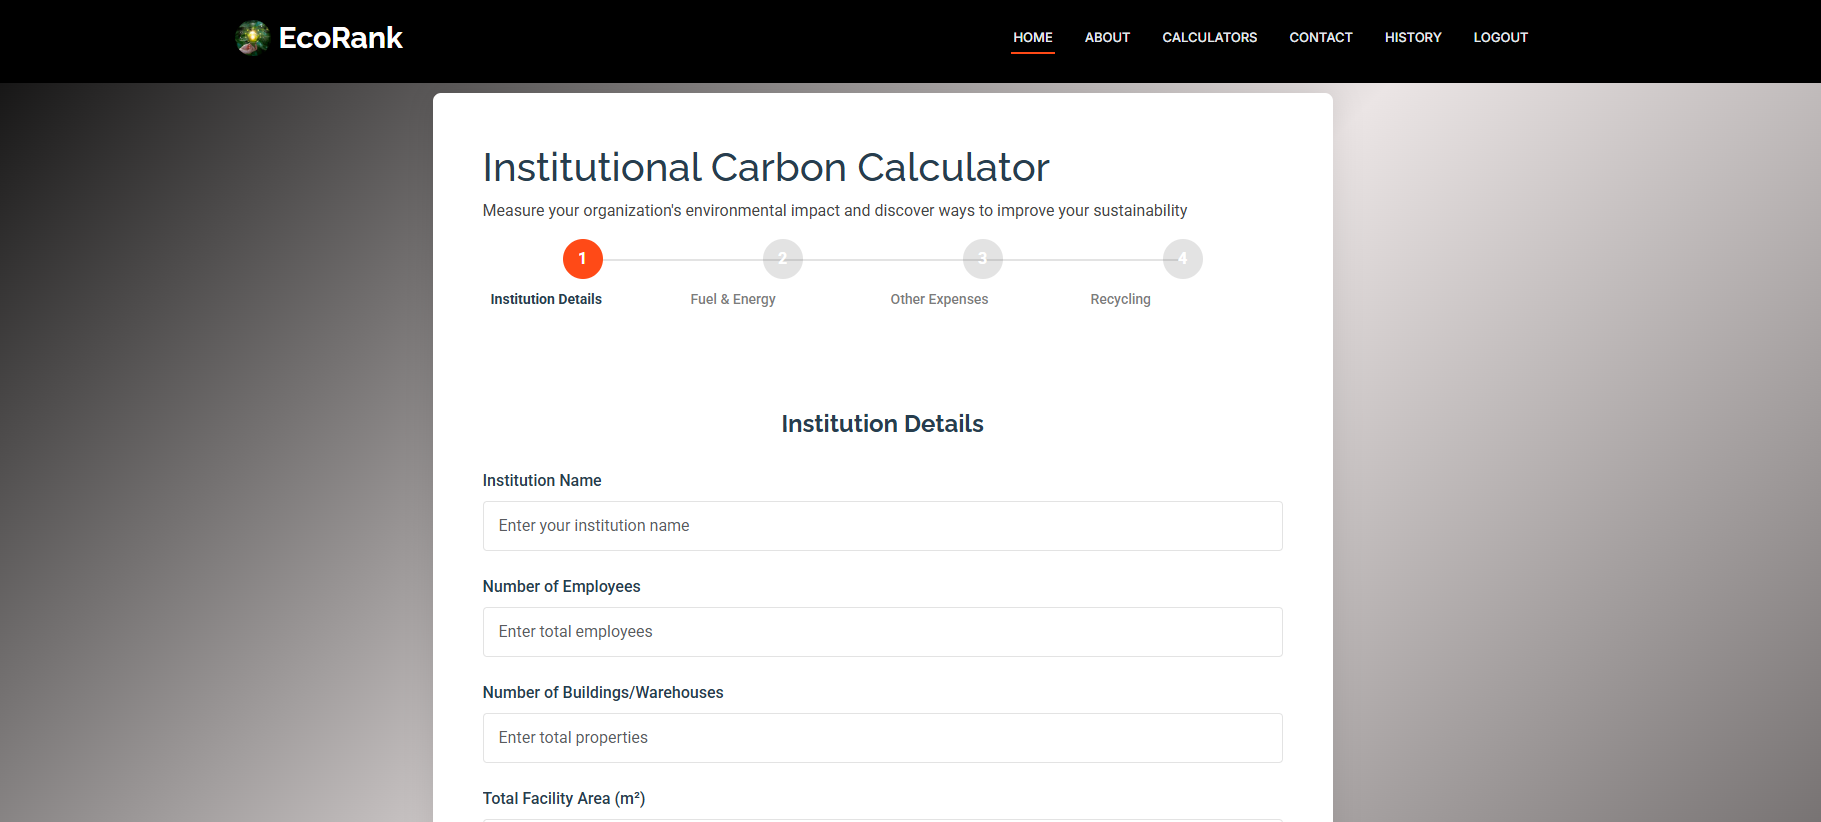 EcoRank
HOME ABOUT CALCULATORS CONTACT HISTORY LOGOUT
Institutional Carbon Calculator
Measure your organization's environmental impact and discover ways to improve your sustainability
1 2 3 4
Institution Details Fuel & Energy Other Expenses Recycling
Institution Details
Institution Name
Enter your institution name
Number of Employees
Enter total employees
Number of Buildings/Warehouses
Enter total properties
Total Facility Area (m²)